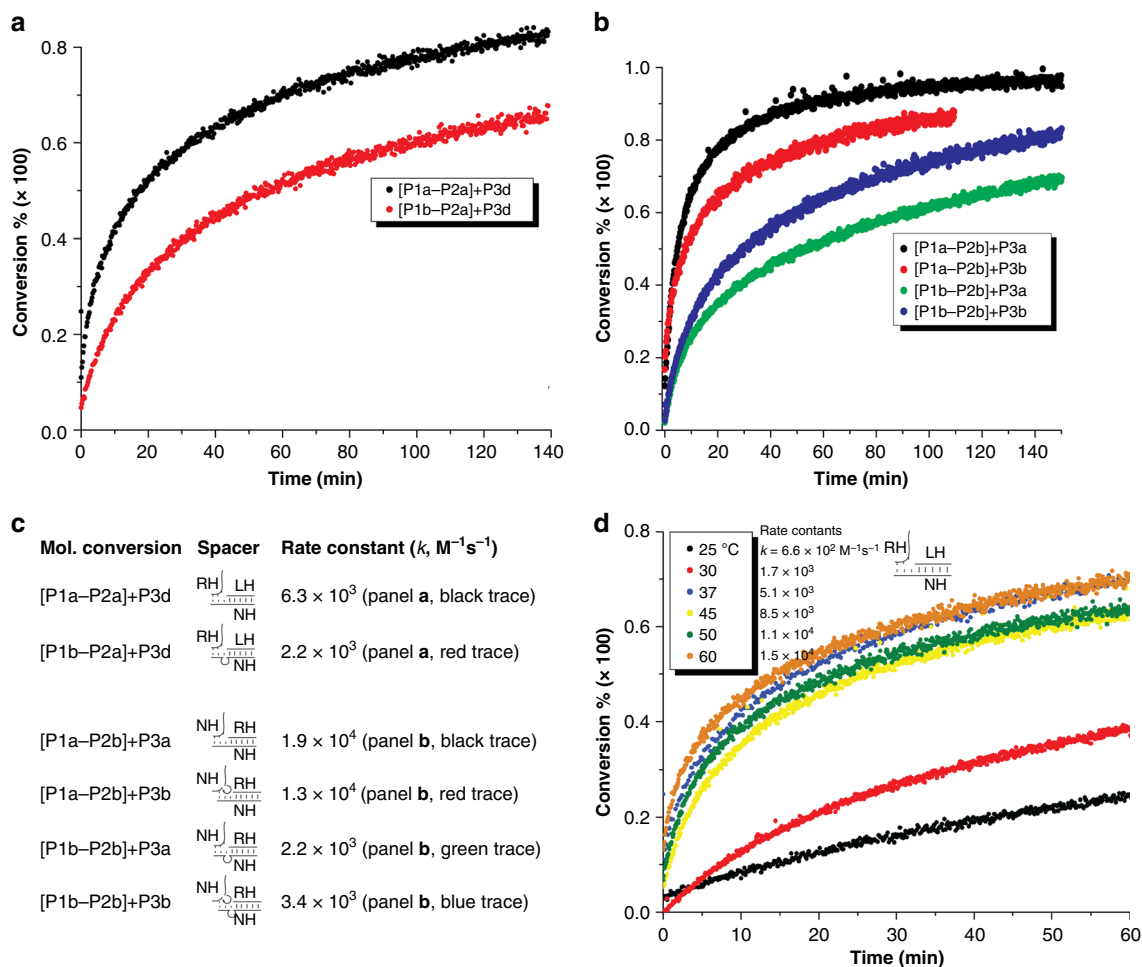 a
0.8
0.6
0.4
0.2
0.0
Conversion % (× 100)
0 20 40 60 80 100 120 140
Time (min)
[P1a–P2a]+P3d
[P1b–P2a]+P3d
b
1.0
0.8
0.6
0.4
0.2
0.0
Conversion % (× 100)
0 20 40 60 80 100 120 140
Time (min)
[P1a–P2b]+P3a
[P1a–P2b]+P3b
[P1b–P2b]+P3a
[P1b–P2b]+P3b
c
Mol. conversion Spacer Rate constant (k, M⁻¹s⁻¹)
[P1a–P2a]+P3d RH LH NH 6.3 × 10³ (panel a, black trace)
[P1b–P2a]+P3d RH LH NH 2.2 × 10³ (panel a, red trace)
[P1a–P2b]+P3a NH RH NH 1.9 × 10⁴ (panel b, black trace)
[P1a–P2b]+P3b NH RH NH 1.3 × 10⁴ (panel b, red trace)
[P1b–P2b]+P3a NH RH NH 2.2 × 10³ (panel b, green trace)
[P1b–P2b]+P3b NH RH NH 3.4 × 10³ (panel b, blue trace)
d
0.8
0.6
0.4
0.2
0.0
Conversion % (× 100)
0 10 20 30 40 50 60
Time (min)
Rate contants
25 °C k = 6.6 × 10² M⁻¹s⁻¹
30 1.7 × 10³
37 5.1 × 10³
45 8.5 × 10³
50 1.1 × 10⁴
60 1.5 × 10⁴
RH LH
NH